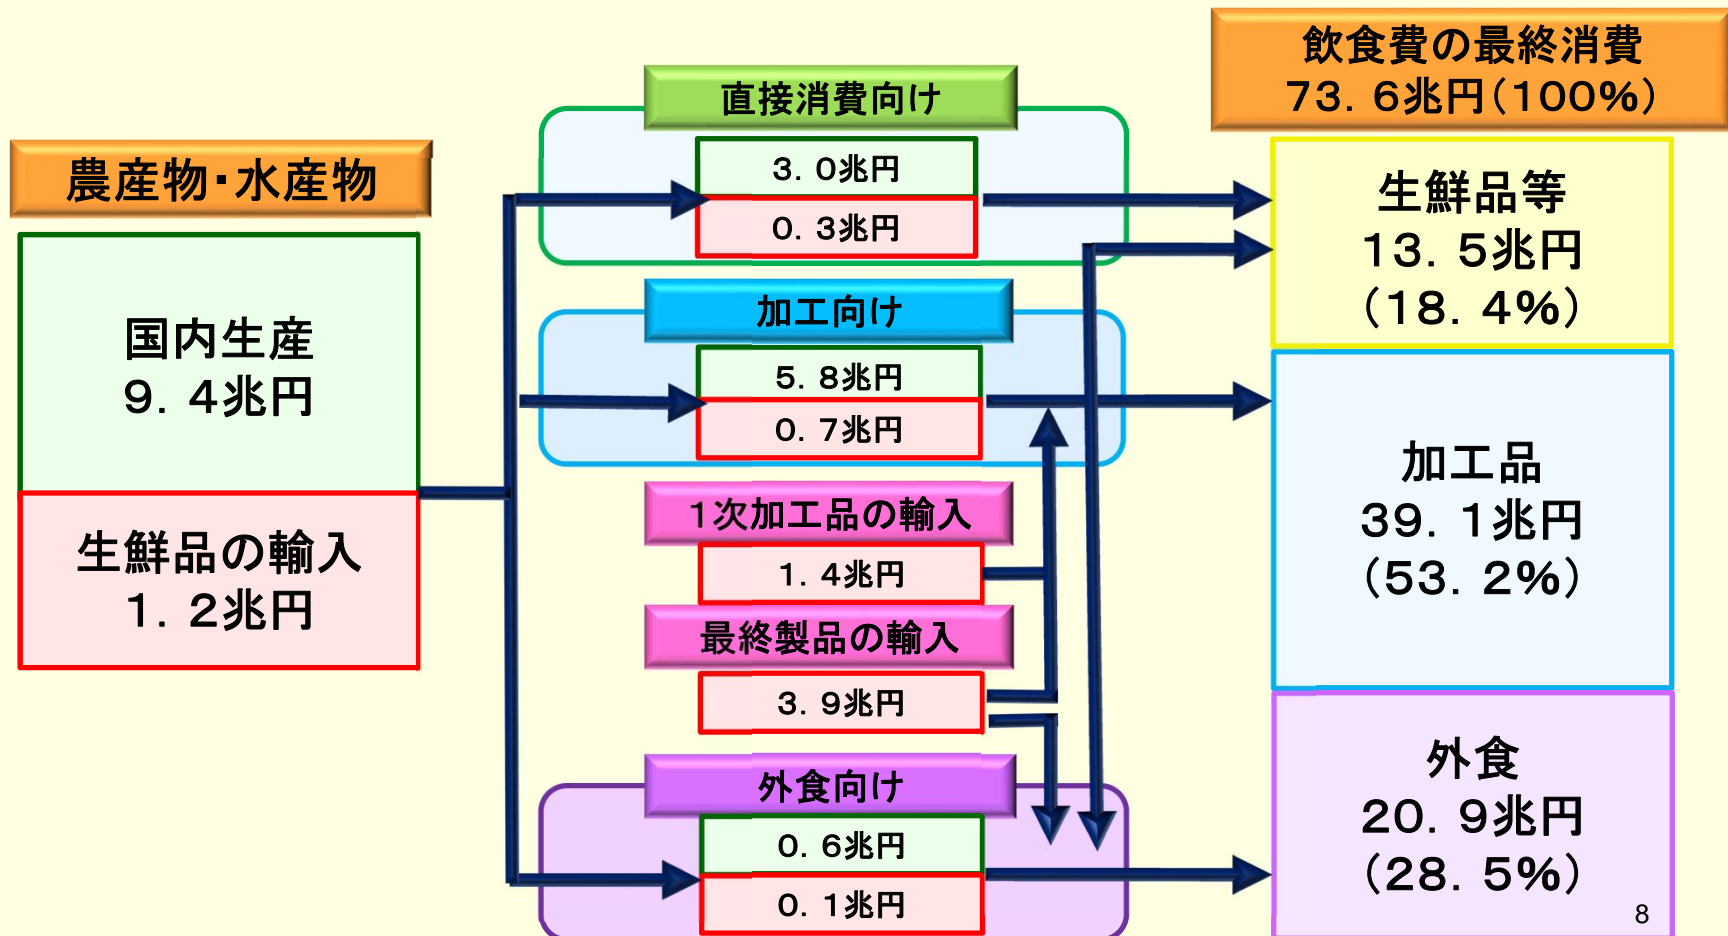 農産物・水産物
国内生産
9．4兆円
生鮮品の輸入
1．2兆円
直接消費向け
3．0兆円
0．3兆円
加工向け
5．8兆円
0．7兆円
1次加工品の輸入
1．4兆円
最終製品の輸入
3．9兆円
外食向け
0．6兆円
0．1兆円
飲食費の最終消費
73．6兆円（100％）
生鮮品等
13．5兆円
（18．4％）
加工品
39．1兆円
（53．2％）
外食
20．9兆円
（28．5％）
8